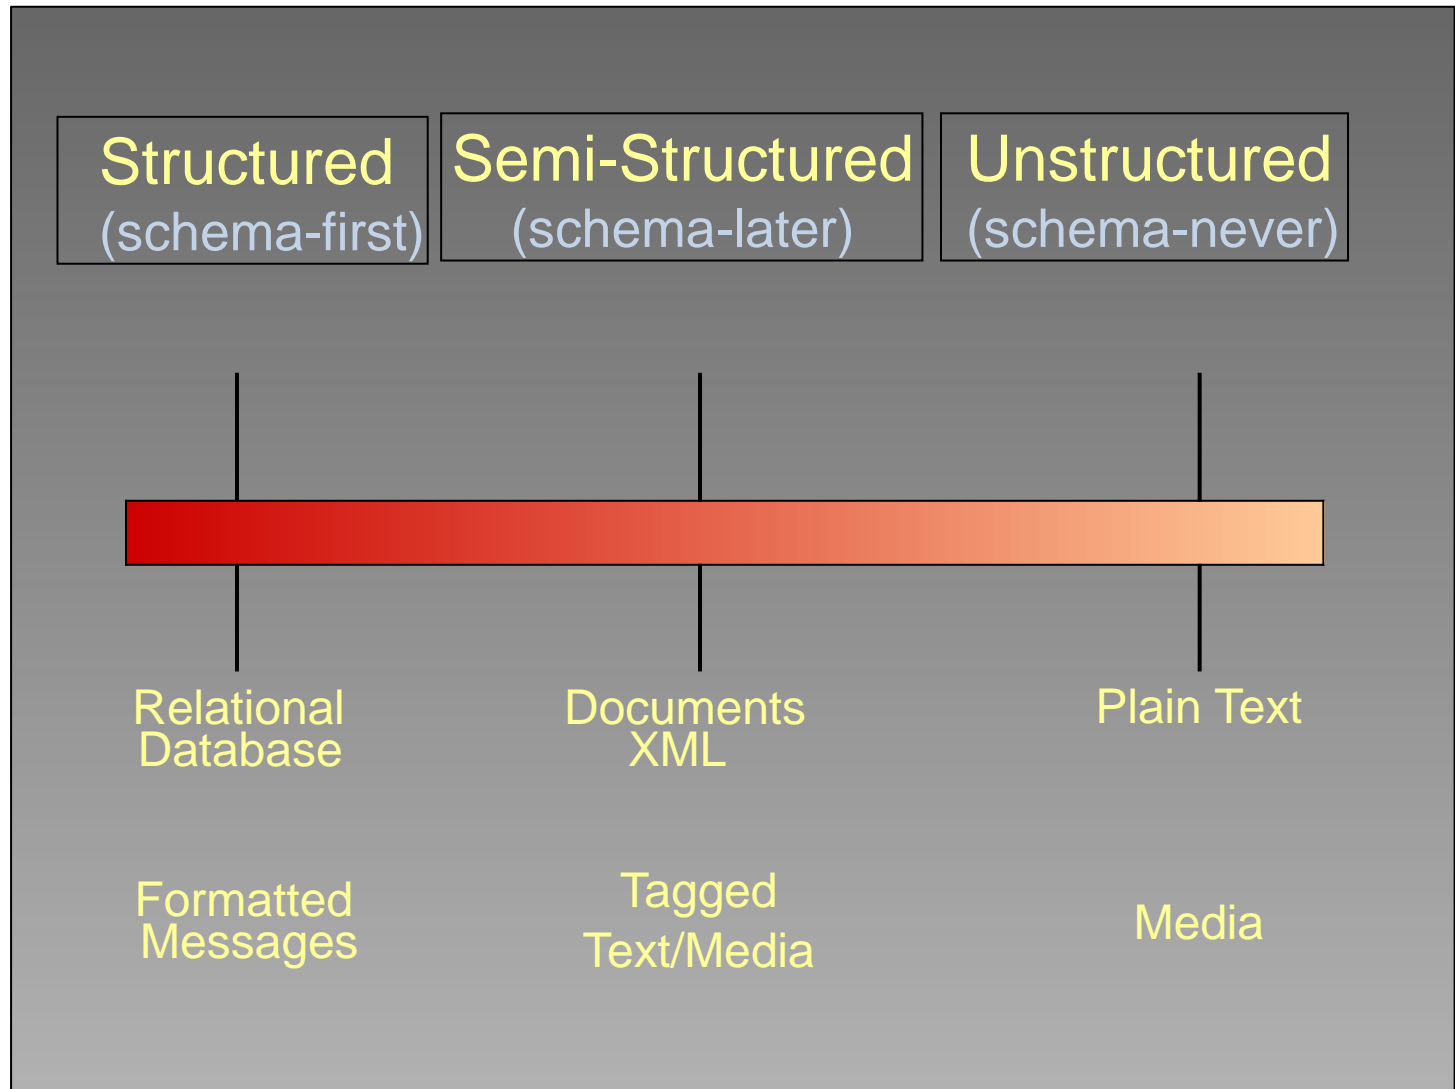 Structured
(schema-first)
Semi-Structured
(schema-later)
Unstructured
(schema-never)
Relational
Database
Documents
XML
Plain Text
Formatted
Messages
Tagged
Text/Media
Media